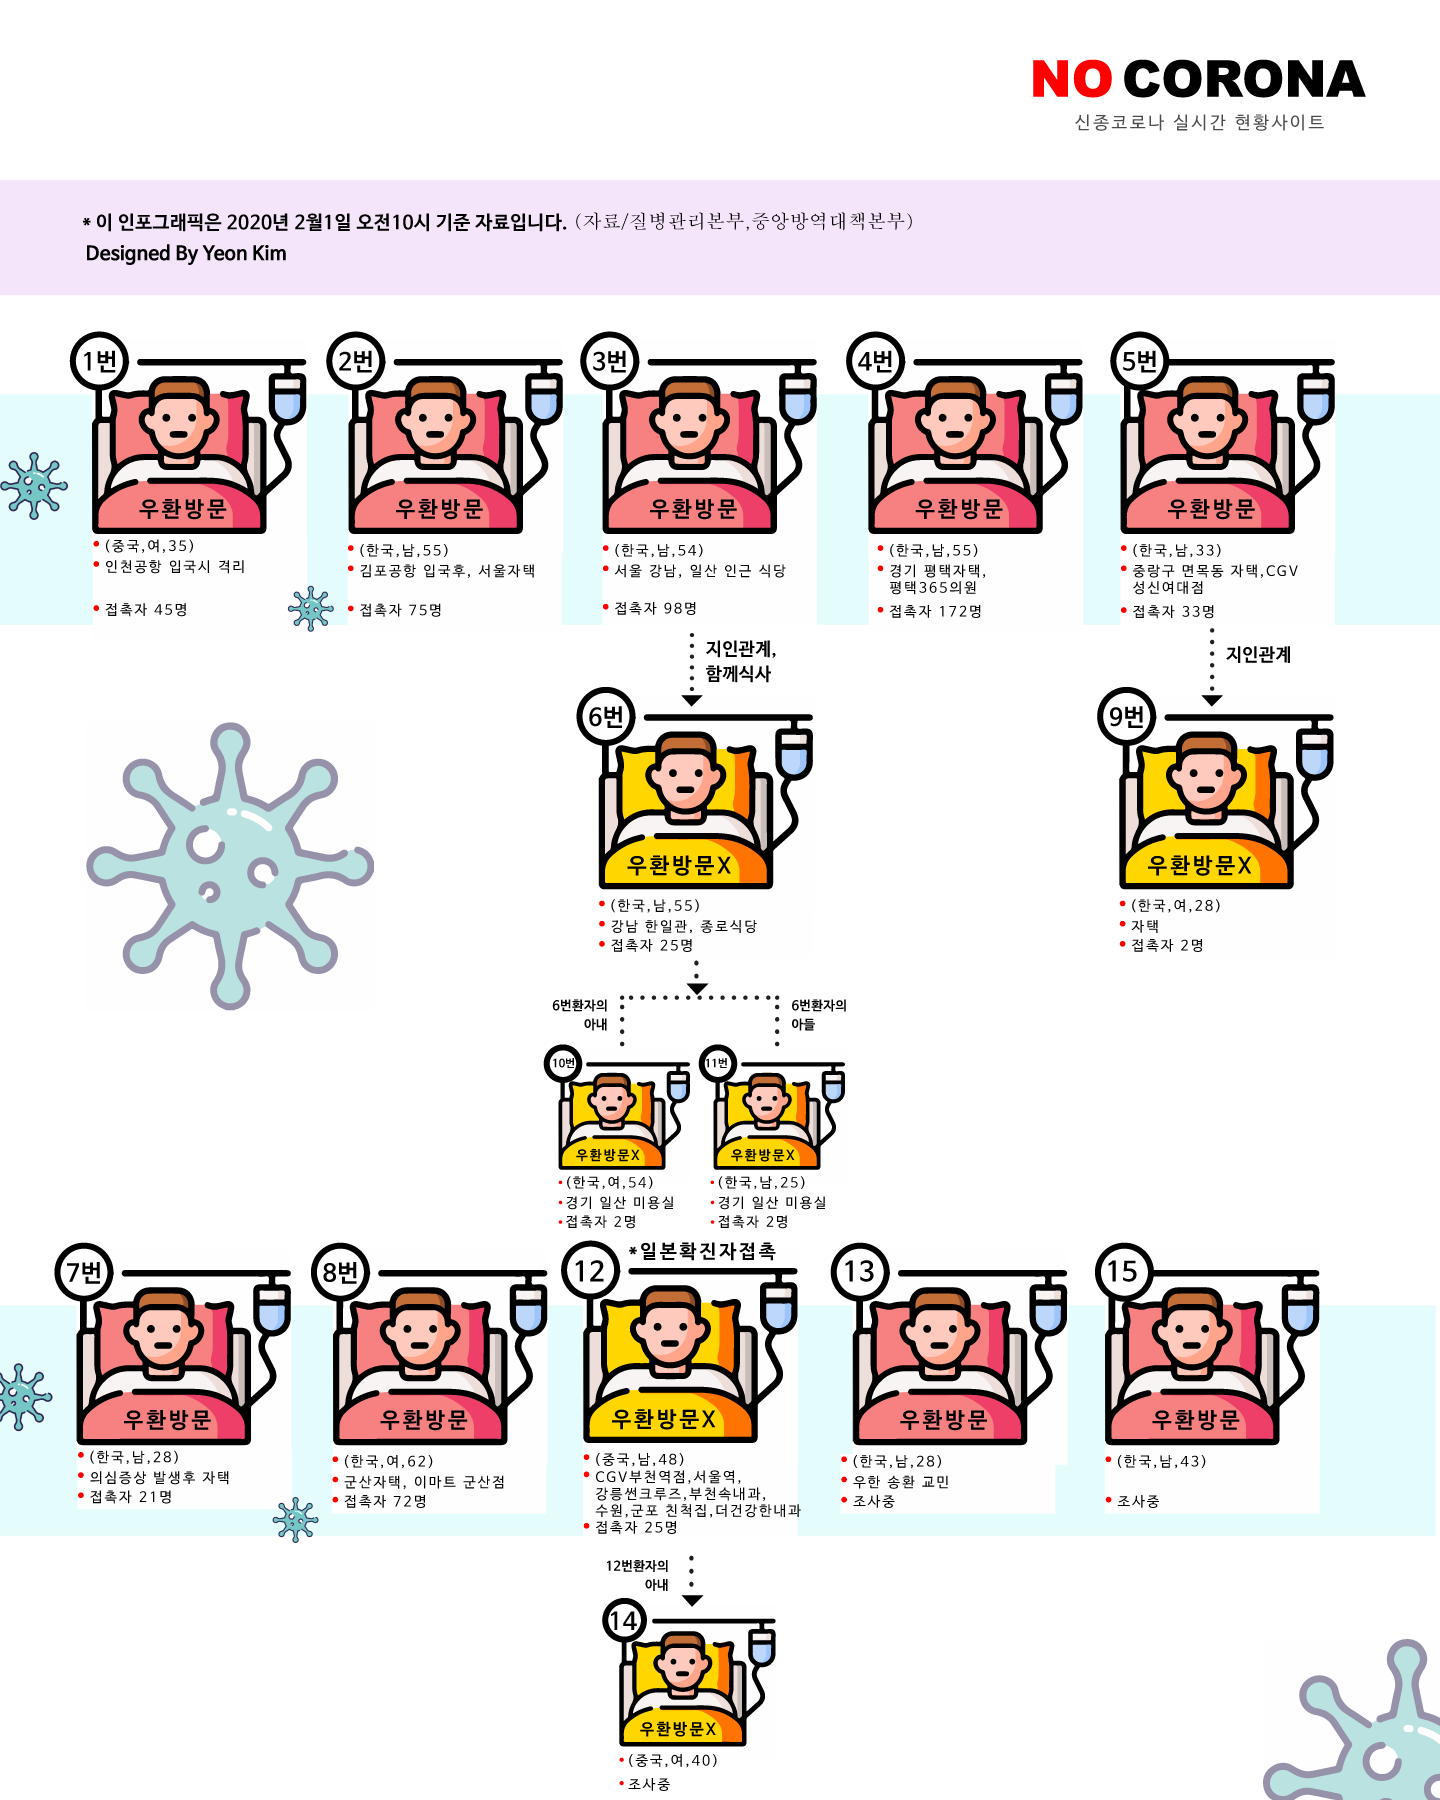 NO CORONA
신종코로나 실시간 현황사이트
* 이 인포그래픽은 2020년 2월1일 오전10시 기준 자료입니다. (자료/질병관리본부,중앙방역대책본부)
Designed By Yeon Kim
1번
우환방문
(중국,여,35)
인천공항 입국시 격리
접촉자 45명
2번
우환방문
(한국,남,55)
김포공항 입국후, 서울자택
접촉자 75명
3번
우환방문
(한국,남,54)
서울 강남, 일산 인근 식당
접촉자 98명
4번
우환방문
(한국,남,55)
경기 평택자택,
평택365의원
접촉자 172명
5번
우환방문
(한국,남,33)
중랑구 면목동 자택,CGV
성신여대점
접촉자 33명
지인관계,
함께식사
지인관계
6번
우환방문X
(한국,남,55)
강남 한일관, 종로식당
접촉자 25명
9번
우환방문X
(한국,여,28)
자택
접촉자 2명
6번환자의
아내
6번환자의
아들
10번
우환방문X
(한국,여,54)
경기 일산 미용실
접촉자 2명
11번
우환방문X
(한국,남,25)
경기 일산 미용실
접촉자 2명
7번
우환방문
(한국,남,28)
의심증상 발생후 자택
접촉자 21명
8번
우환방문
(한국,여,62)
군산자택, 이마트 군산점
접촉자 72명
12
*일본확진자접촉
우환방문X
(중국,남,48)
CGV부천역점,서울역,
강릉썬크루즈,부천속내과,
수원,군포 친척집,더건강한내과
접촉자 25명
13
우환방문
(한국,남,28)
우한 송환 교민
조사중
15
우환방문
(한국,남,43)
조사중
12번환자의
아내
14
우환방문X
(중국,여,40)
조사중